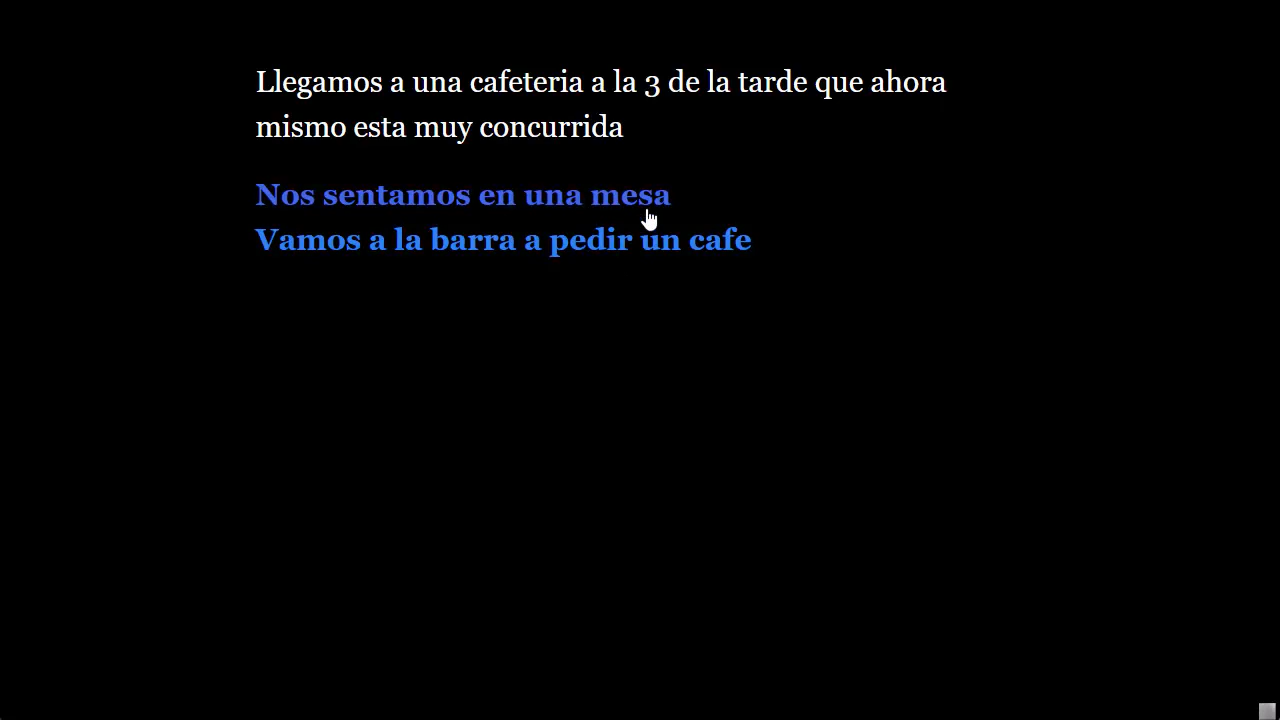 Llegamos a una cafeteria a la 3 de la tarde que ahora
mismo esta muy concurrida
Nos sentamos en una mesa
Vamos a la barra a pedir un cafe